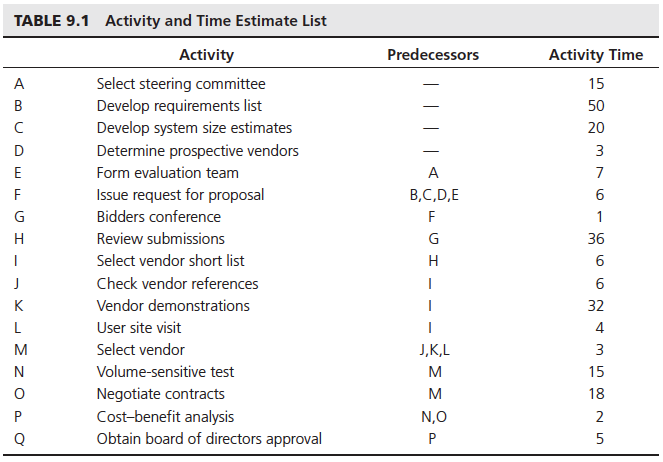 TABLE 9.1 Activity and Time Estimate List
Activity Predecessors Activity Time
A Select steering committee — 15
B Develop requirements list — 50
C Develop system size estimates — 20
D Determine prospective vendors — 3
E Form evaluation team A 7
F Issue request for proposal B,C,D,E 6
G Bidders conference F 1
H Review submissions G 36
I Select vendor short list H 6
J Check vendor references I 6
K Vendor demonstrations I 32
L User site visit I 4
M Select vendor J,K,L 3
N Volume-sensitive test M 15
O Negotiate contracts M 18
P Cost–benefit analysis N,O 2
Q Obtain board of directors approval P 5